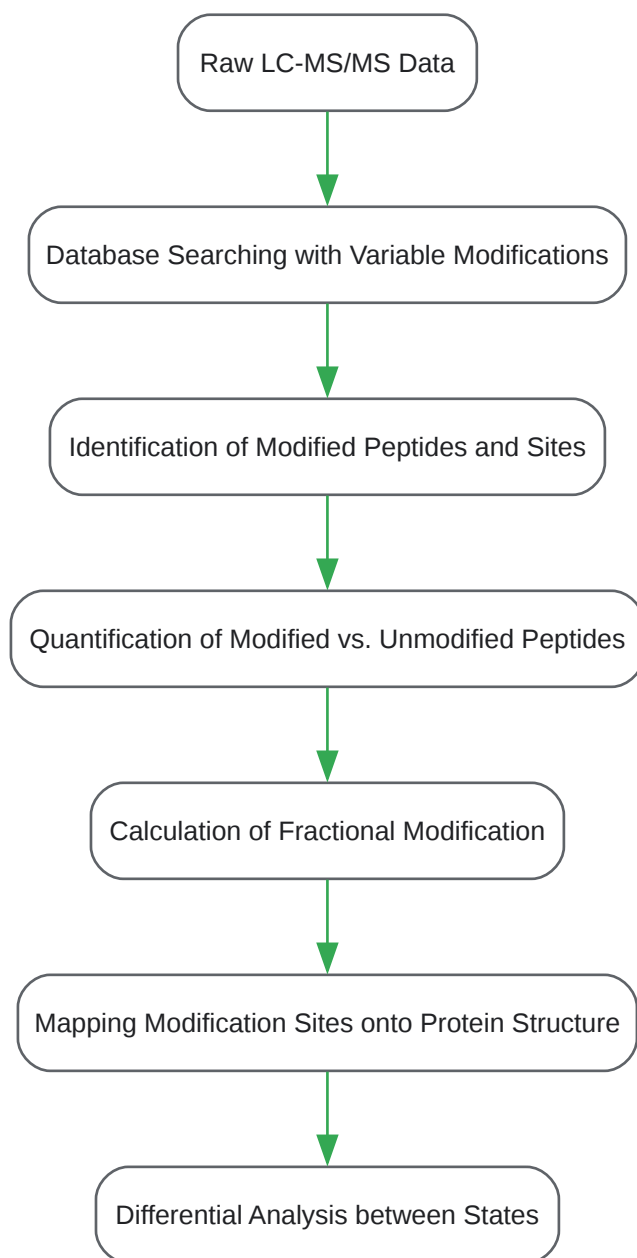 Raw LC-MS/MS Data
Database Searching with Variable Modifications
Identification of Modified Peptides and Sites
Quantification of Modified vs. Unmodified Peptides
Calculation of Fractional Modification
Mapping Modification Sites onto Protein Structure
Differential Analysis between States